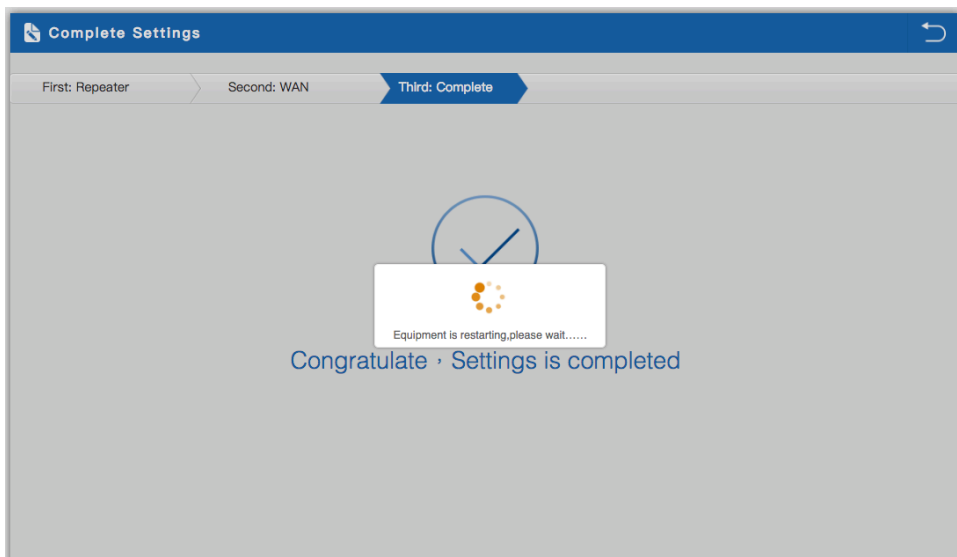 Complete Settings
First: Repeater
Second: WAN
Third: Complete
Equipment is restarting,please wait......
Congratulate，Settings is completed